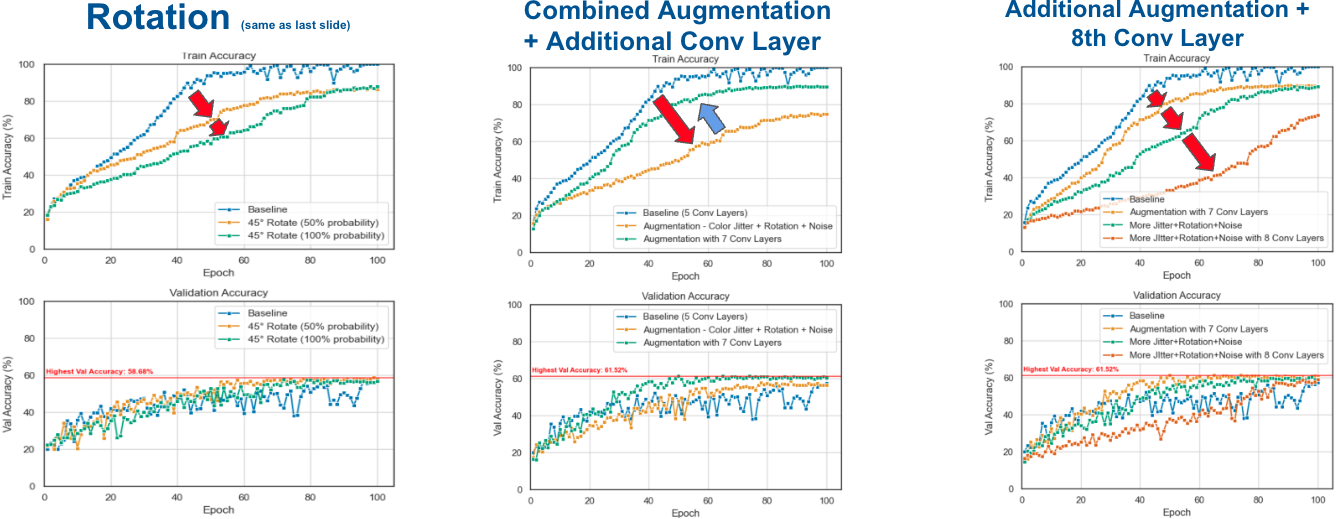 Rotation (same as last slide)
Train Accuracy
Train Accuracy (%)
100
80
60
40
20
0
Baseline
45° Rotate (50% probability)
45° Rotate (100% probability)
0 20 40 60 80 100
Epoch
Validation Accuracy
Val Accuracy (%)
100
80
60
40
20
0
Baseline
45° Rotate (50% probability)
45° Rotate (100% probability)
Highest Val Accuracy: 58.68%
0 20 40 60 80 100
Epoch
Combined Augmentation
+ Additional Conv Layer
Train Accuracy
Train Accuracy (%)
100
80
60
40
20
0
Baseline (5 Conv Layers)
Augmentation - Color Jitter + Rotation + Noise
Augmentation with 7 Conv Layers
0 20 40 60 80 100
Epoch
Validation Accuracy
Val Accuracy (%)
100
80
60
40
20
0
Baseline (5 Conv Layers)
Augmentation - Color Jitter + Rotation + Noise
Augmentation with 7 Conv Layers
Highest Val Accuracy: 61.52%
0 20 40 60 80 100
Epoch
Additional Augmentation +
8th Conv Layer
Train Accuracy
Train Accuracy (%)
100
80
60
40
20
0
Baseline
Augmentation with 7 Conv Layers
More Jitter+Rotation+Noise
More Jitter+Rotation+Noise with 8 Conv Layers
0 20 40 60 80 100
Epoch
Validation Accuracy
Val Accuracy (%)
100
80
60
40
20
0
Baseline
Augmentation with 7 Conv Layers
More Jitter+Rotation+Noise
More Jitter+Rotation+Noise with 8 Conv Layers
Highest Val Accuracy: 61.52%
0 20 40 60 80 100
Epoch